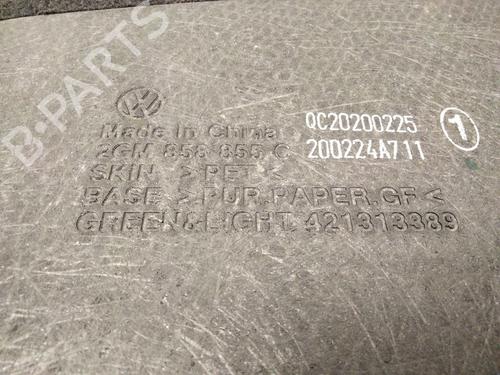 B-PARTS
Made In China
2GM 858 855 C
SKIN >PET<
BASE >PUR.PAPER.GF<
GREEN&LIGHT 421313389
QC20200225
200224A711
1